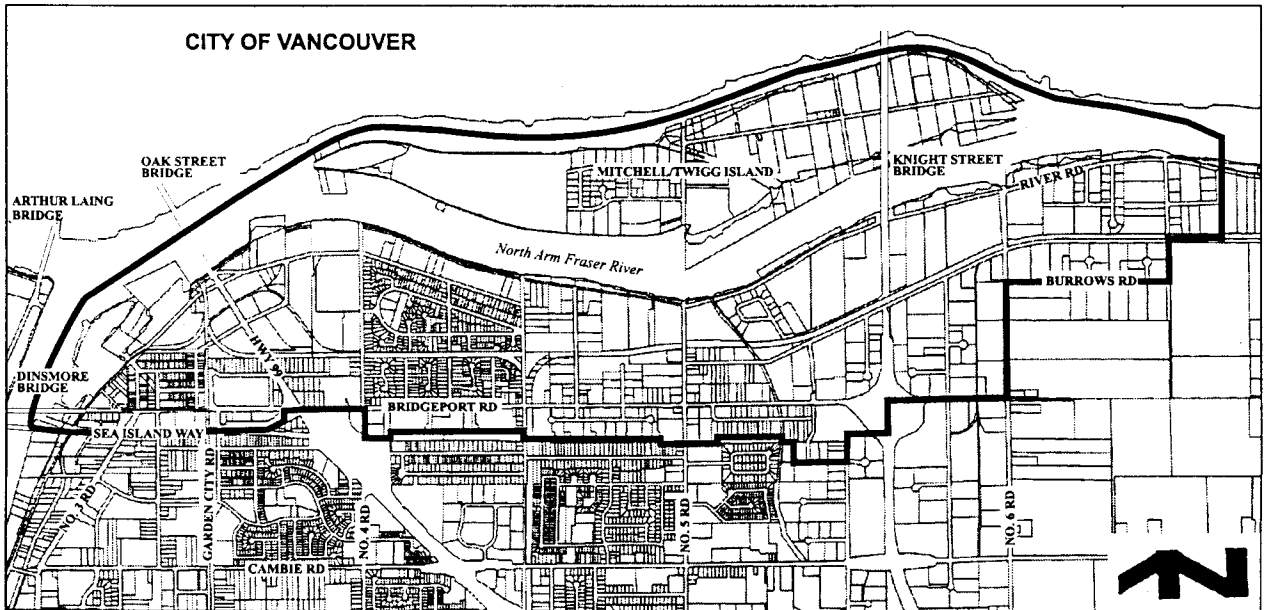 CITY OF VANCOUVER
OAK STREET
BRIDGE
ARTHUR LAING
BRIDGE
MITCHELL/TWIGG ISLAND
KNIGHT STREET
BRIDGE
RIVER RD
North Arm Fraser River
BURROWS RD
HWY 99
DINSMORE
BRIDGE
BRIDGEPORT RD
SEA ISLAND WAY
NO. 3 RD
GARDEN CITY RD
NO. 4 RD
NO. 5 RD
NO. 6 RD
CAMBIE RD
N